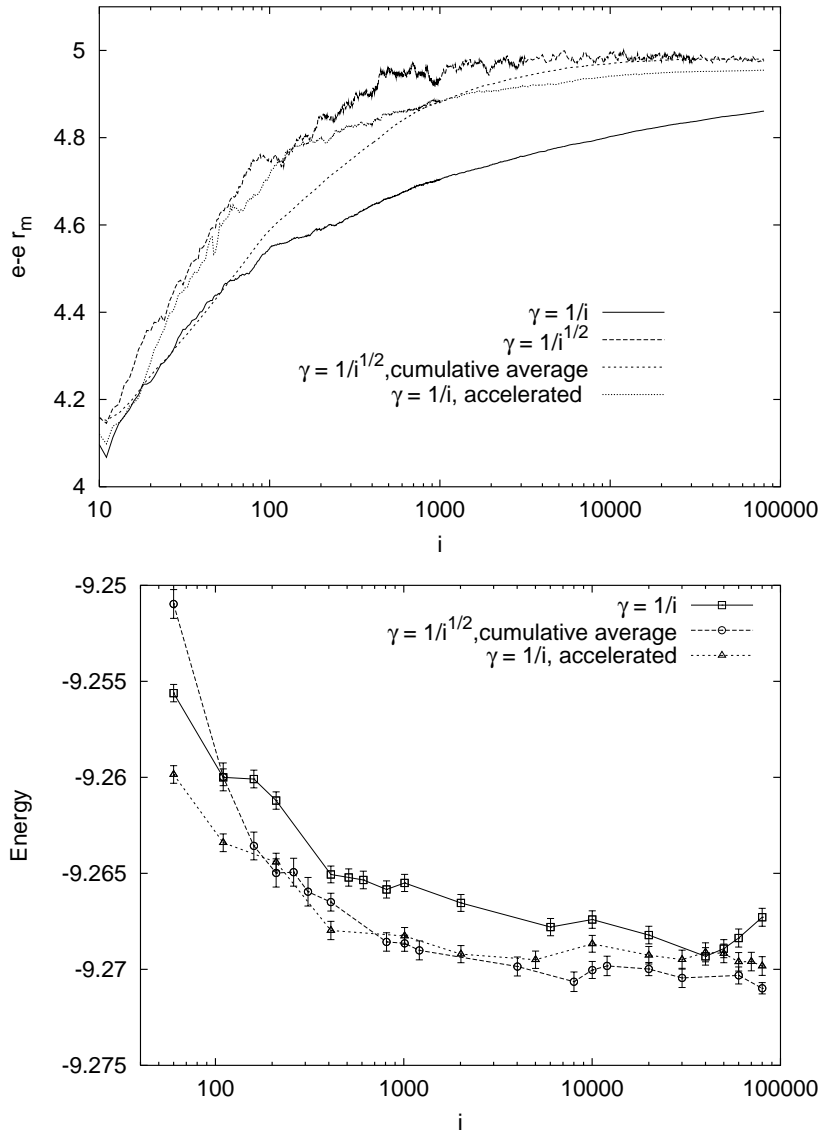 5
4.8
4.6
4.4
4.2
4
e-e r_m
10
100
1000
10000
100000
i
γ = 1/i
γ = 1/i^{1/2}
γ = 1/i^{1/2},cumulative average
γ = 1/i, accelerated
-9.25
-9.255
-9.26
-9.265
-9.27
-9.275
Energy
100
1000
10000
100000
i
γ = 1/i
γ = 1/i^{1/2},cumulative average
γ = 1/i, accelerated